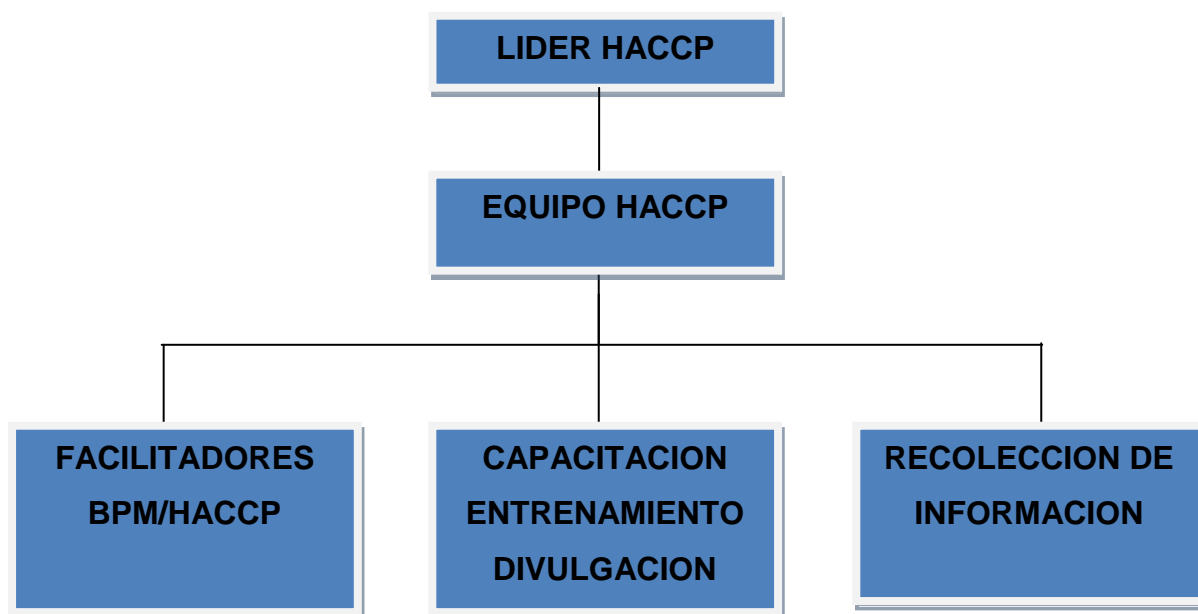 LIDER HACCP
EQUIPO HACCP
FACILITADORES
BPM/HACCP
CAPACITACION
ENTRENAMIENTO
DIVULGACION
RECOLECCION DE
INFORMACION